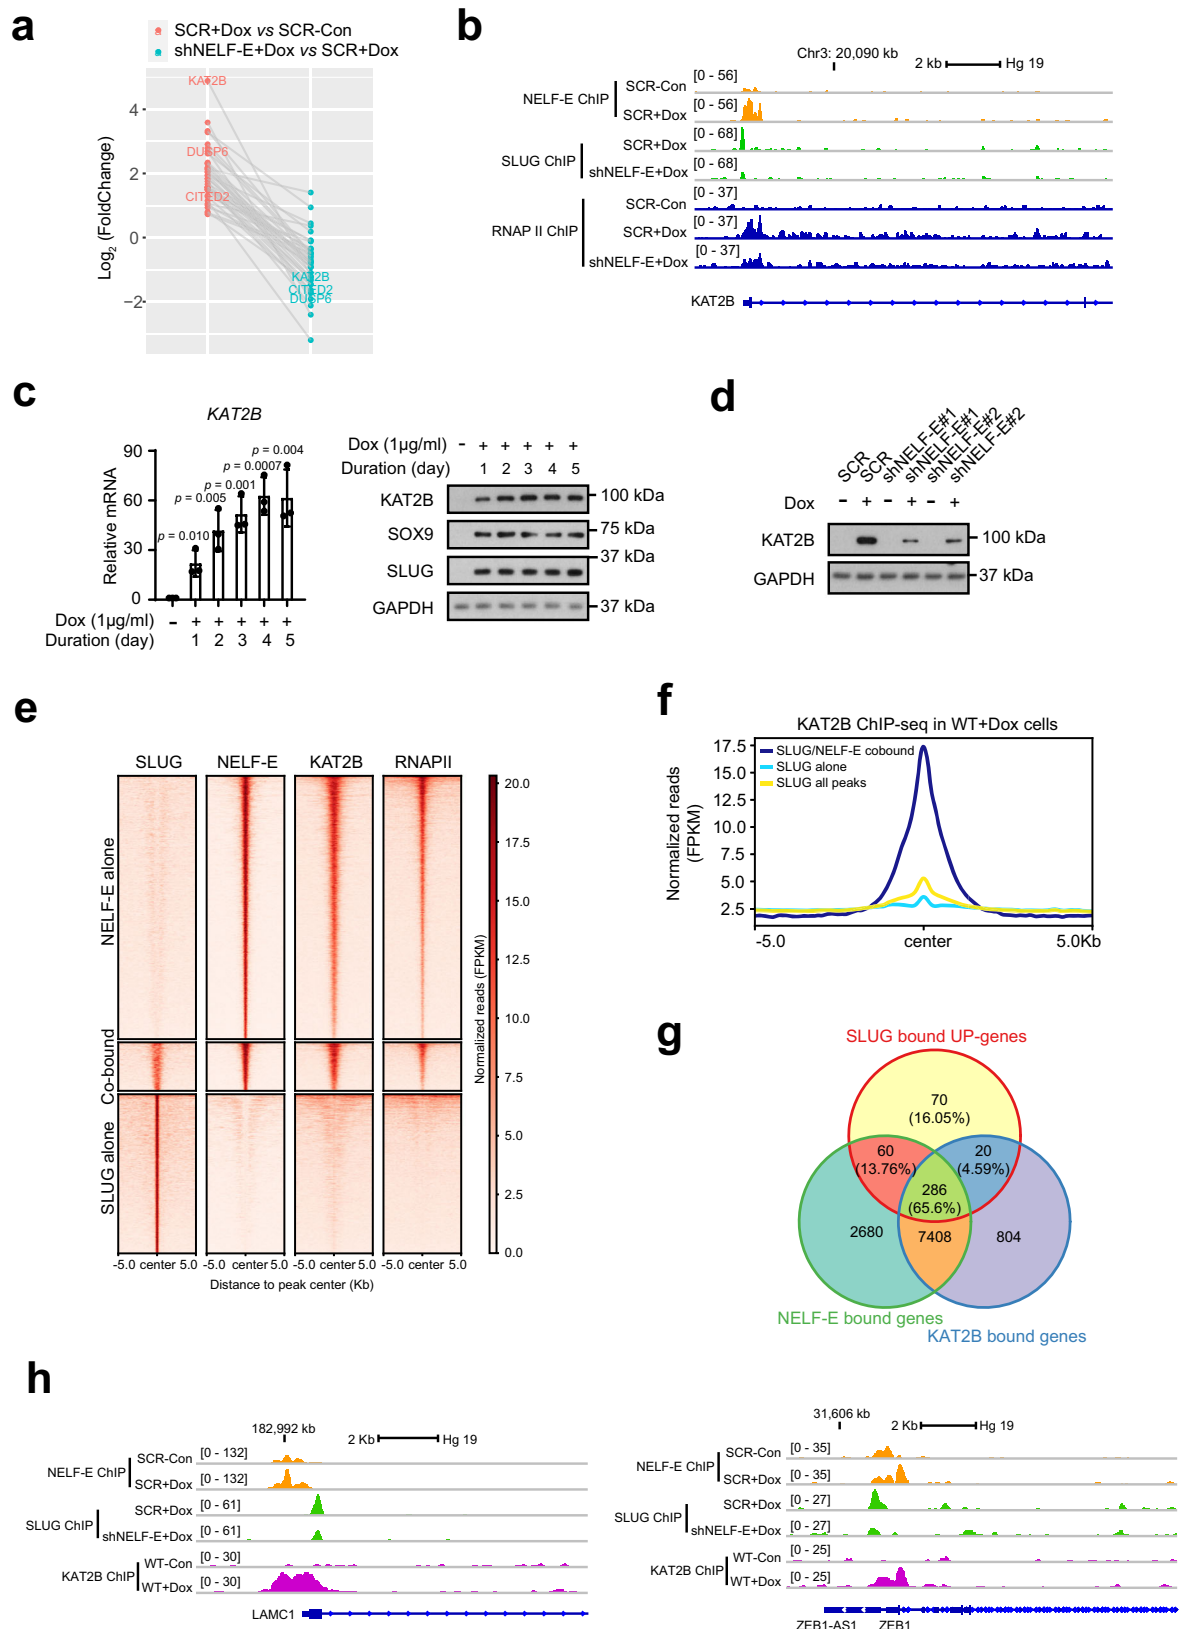 a
SCR+Dox vs SCR-Con
shNELF-E+Dox vs SCR+Dox
Log2 (FoldChange)
4
2
0
−2
KAT2B
DUSP6
CITED2
KAT2B
CITED2
DUSP6
b
Chr3: 20,090 kb
2 kb
Hg 19
NELF-E ChIP
SCR-Con [0 - 56]
SCR+Dox [0 - 56]
SLUG ChIP
SCR+Dox [0 - 68]
shNELF-E+Dox [0 - 68]
RNAP II ChIP
SCR-Con [0 - 37]
SCR+Dox [0 - 37]
shNELF-E+Dox [0 - 37]
KAT2B
c
KAT2B
Relative mRNA
90
60
30
0
p = 0.010
p = 0.005
p = 0.001
p = 0.0007
p = 0.004
Dox (1µg/ml) - + + + + +
Duration (day) 1 2 3 4 5
Dox (1µg/ml) - + + + + +
Duration (day) 1 2 3 4 5
KAT2B 100 kDa
SOX9 75 kDa
37 kDa
SLUG
GAPDH 37 kDa
d
SCR SCR shNELF-E#1 shNELF-E#1 shNELF-E#2 shNELF-E#2
Dox - + - + - +
KAT2B 100 kDa
GAPDH 37 kDa
e
SLUG NELF-E KAT2B RNAPII
NELF-E alone
Co-bound
SLUG alone
-5.0 center 5.0 -5.0 center 5.0 -5.0 center 5.0 -5.0 center 5.0
Distance to peak center (Kb)
Normalized reads (FPKM)
20.0
17.5
15.0
12.5
10.0
7.5
5.0
2.5
0.0
f
KAT2B ChIP-seq in WT+Dox cells
SLUG/NELF-E cobound
SLUG alone
SLUG all peaks
Normalized reads
(FPKM)
17.5
15.0
12.5
10.0
7.5
5.0
2.5
-5.0 center 5.0Kb
g
SLUG bound UP-genes
70
(16.05%)
60
(13.76%)
20
(4.59%)
286
(65.6%)
2680
7408
804
NELF-E bound genes
KAT2B bound genes
h
182,992 kb
2 Kb
Hg 19
NELF-E ChIP
SCR-Con [0 - 132]
SCR+Dox [0 - 132]
SLUG ChIP
SCR+Dox [0 - 61]
shNELF-E+Dox [0 - 61]
KAT2B ChIP
WT-Con [0 - 30]
WT+Dox [0 - 30]
LAMC1
31,606 kb
2 Kb
Hg 19
NELF-E ChIP
SCR-Con [0 - 35]
SCR+Dox [0 - 35]
SLUG ChIP
SCR+Dox [0 - 27]
shNELF-E+Dox [0 - 27]
KAT2B ChIP
WT-Con [0 - 25]
WT+Dox [0 - 25]
ZEB1-AS1 ZEB1